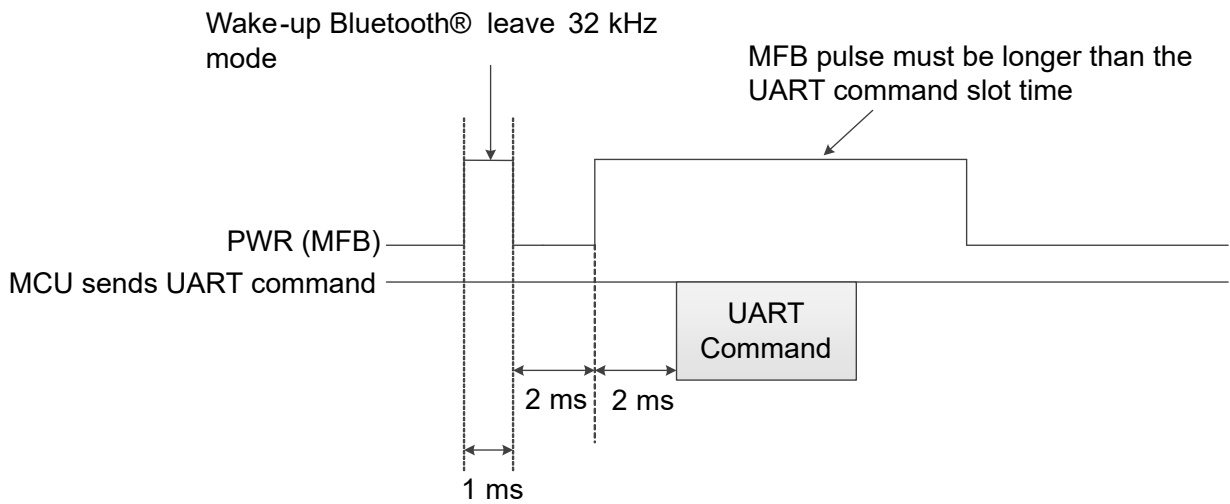 Wake-up Bluetooth® leave 32 kHz
mode
MFB pulse must be longer than the
UART command slot time
PWR (MFB)
MCU sends UART command
UART
Command
2 ms
2 ms
1 ms